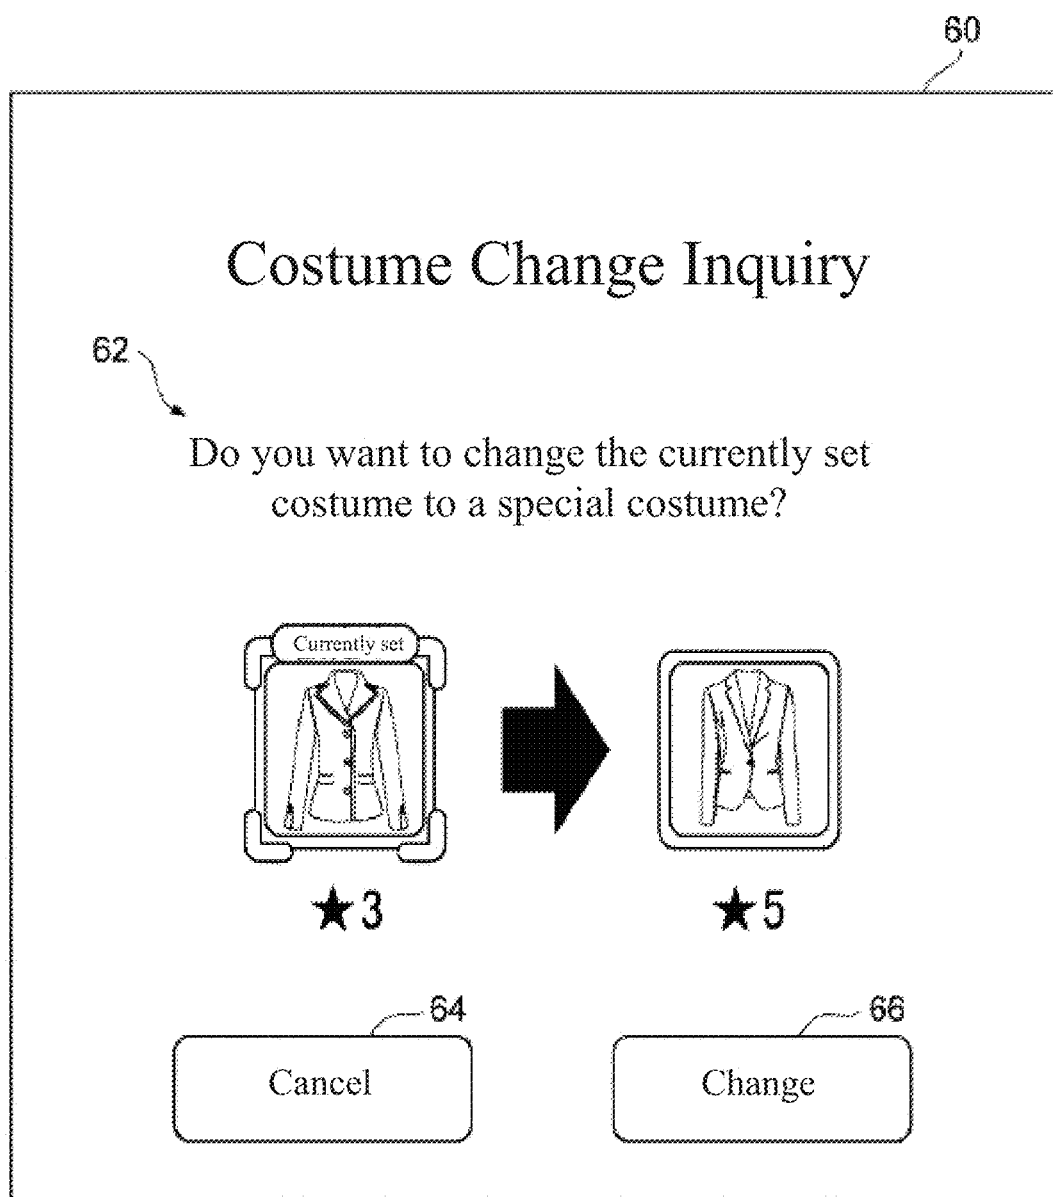 60
Costume Change Inquiry
62
Do you want to change the currently set
costume to a special costume?
Currently set
★3
★5
64
66
Cancel
Change